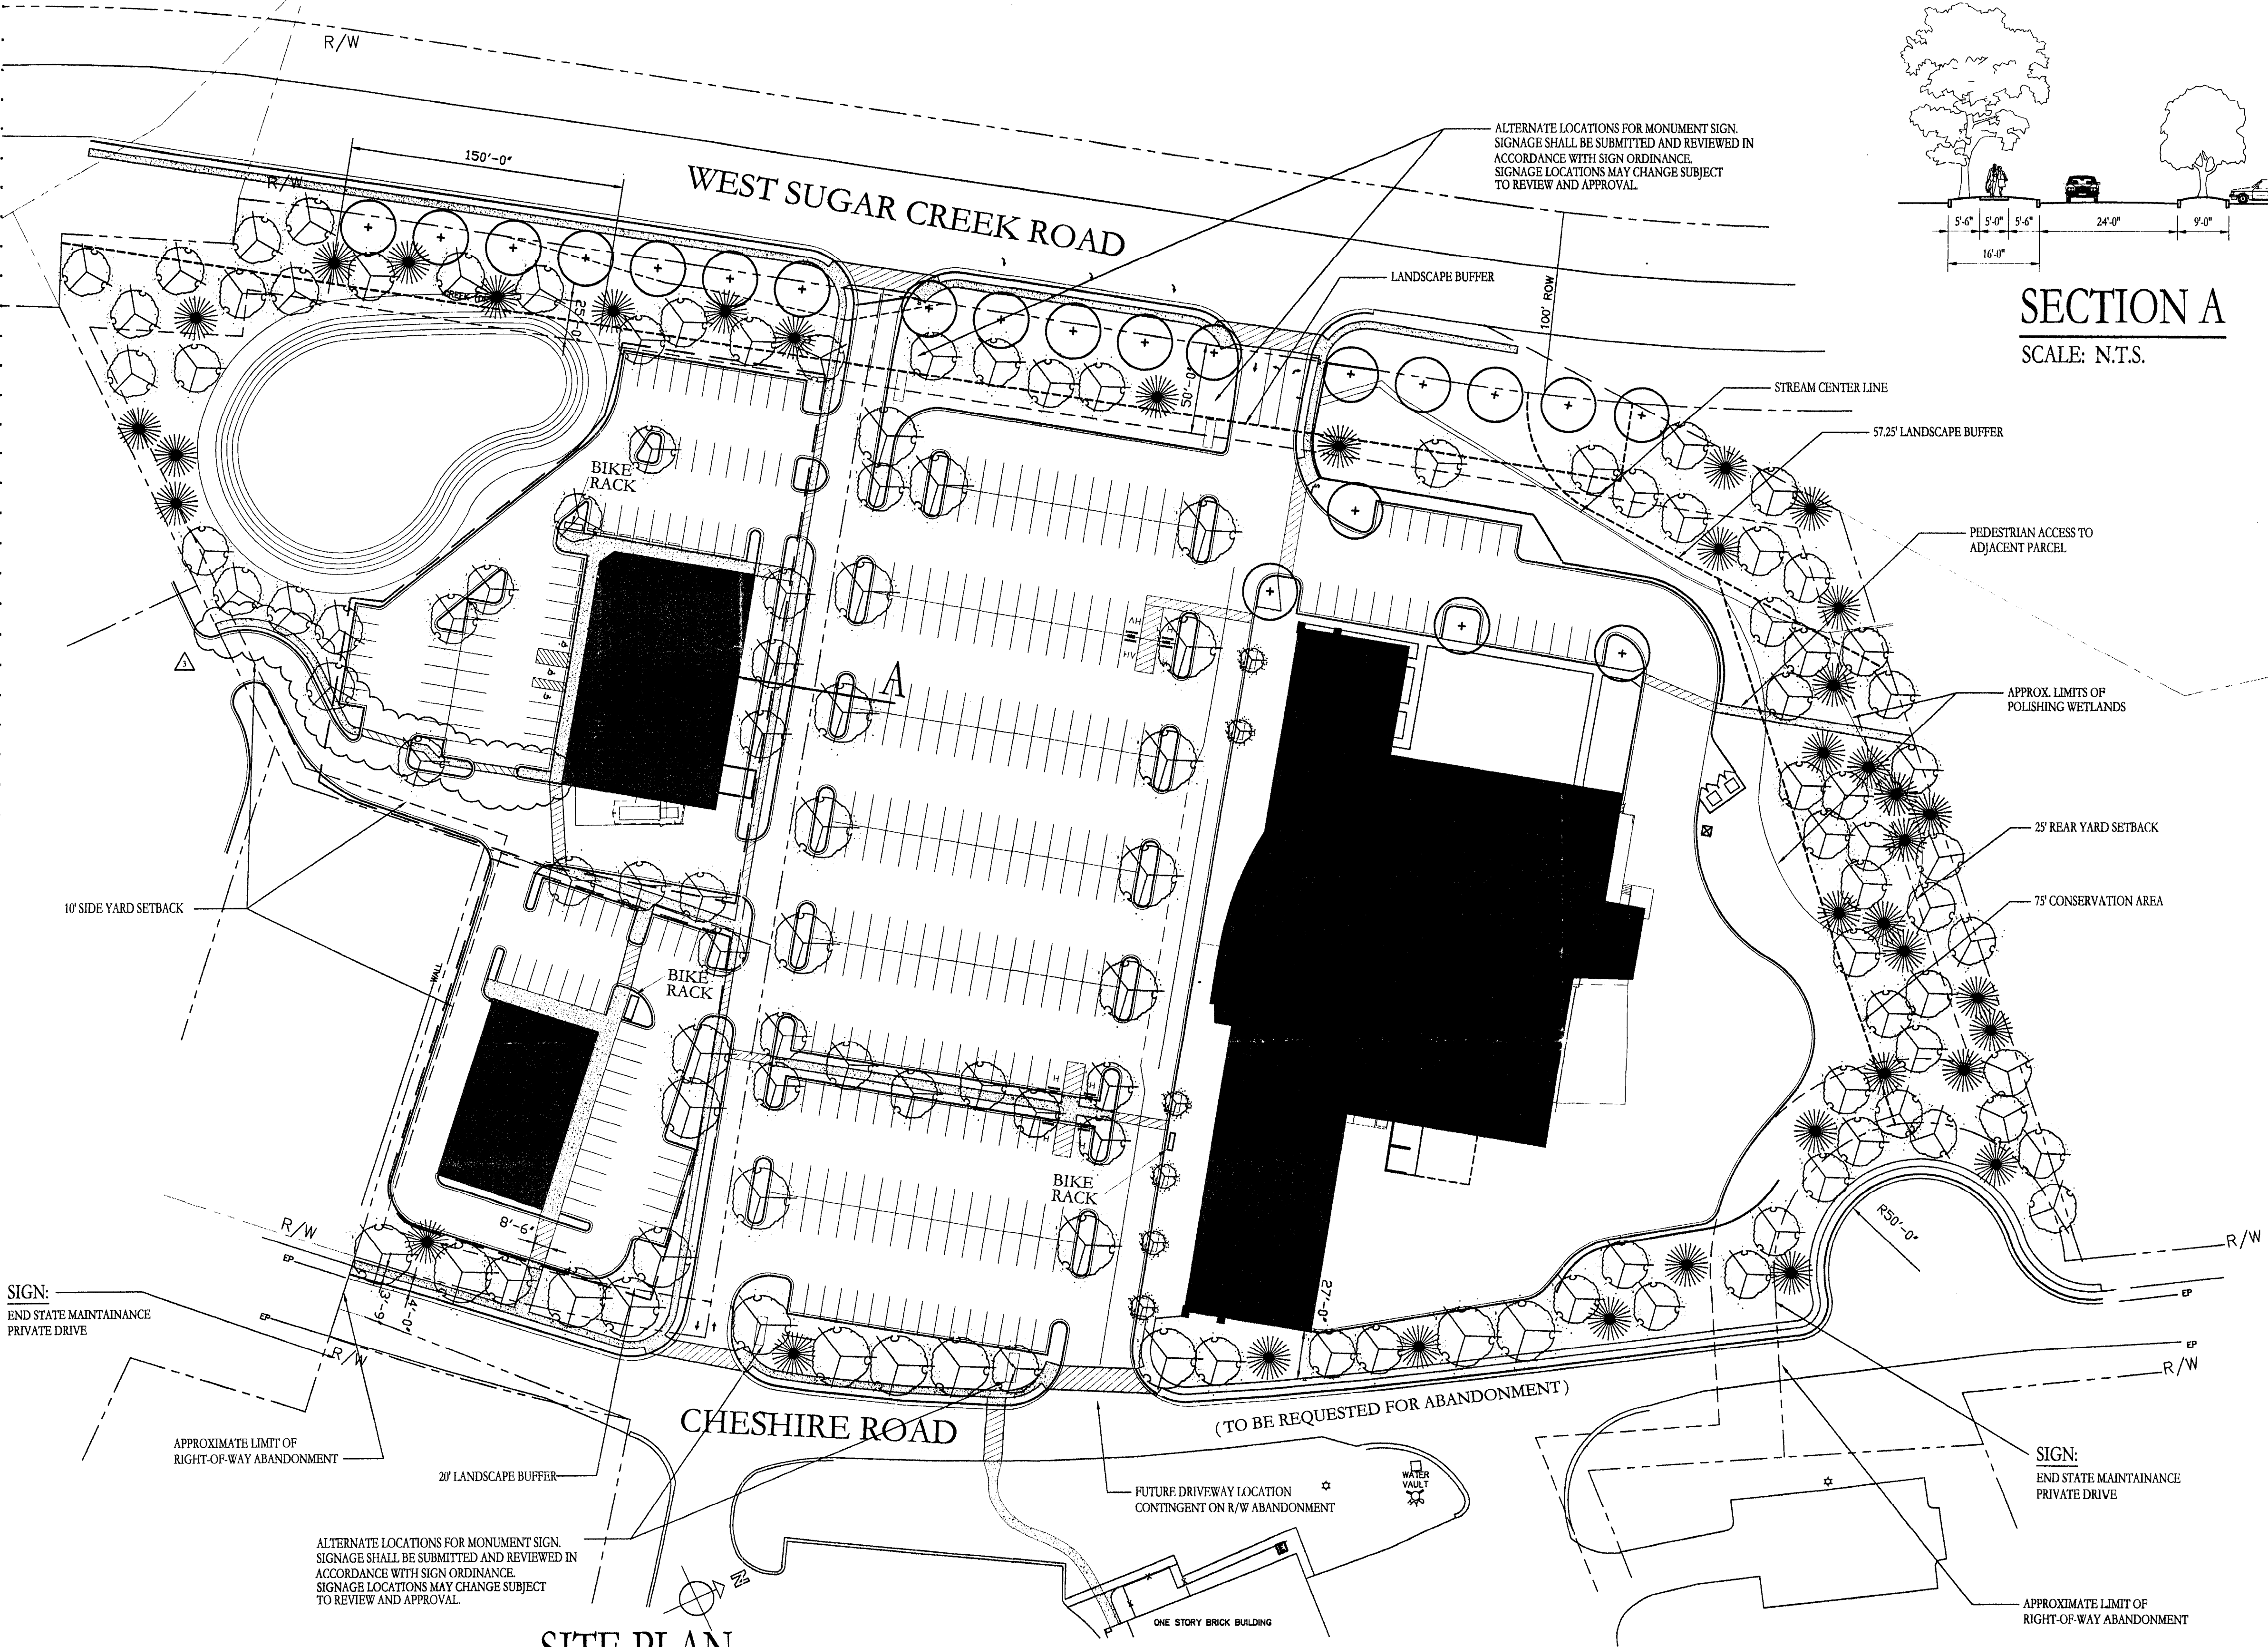 R/W
150'-0"
R/W
WEST SUGAR CREEK ROAD
ALTERNATE LOCATIONS FOR MONUMENT SIGN.
SIGNAGE SHALL BE SUBMITTED AND REVIEWED IN
ACCORDANCE WITH SIGN ORDINANCE.
SIGNAGE LOCATIONS MAY CHANGE SUBJECT
TO REVIEW AND APPROVAL.
5'-6" 5'-0" 5'-6" 24'-0" 9'-0"
16'-0"
SECTION A
SCALE: N.T.S.
LANDSCAPE BUFFER
100' ROW
25'-0"
50'-0"
STREAM CENTER LINE
57.25' LANDSCAPE BUFFER
BIKE
RACK
PEDESTRIAN ACCESS TO
ADJACENT PARCEL
3
A
HV
HV
APPROX. LIMITS OF
POLISHING WETLANDS
25' REAR YARD SETBACK
75' CONSERVATION AREA
10' SIDE YARD SETBACK
WALL
BIKE
RACK
H
H
H
H
BIKE
RACK
8'-6"
R/W
EP
EP
R/W
3'-9"
4'-0"
27'-0"
R50'-0"
R/W
EP
EP
R/W
SIGN:
END STATE MAINTAINANCE
PRIVATE DRIVE
CHESHIRE ROAD
(TO BE REQUESTED FOR ABANDONMENT)
APPROXIMATE LIMIT OF
RIGHT-OF-WAY ABANDONMENT
20' LANDSCAPE BUFFER
FUTURE DRIVEWAY LOCATION
CONTINGENT ON R/W ABANDONMENT
WATER
VAULT
SIGN:
END STATE MAINTAINANCE
PRIVATE DRIVE
ALTERNATE LOCATIONS FOR MONUMENT SIGN.
SIGNAGE SHALL BE SUBMITTED AND REVIEWED IN
ACCORDANCE WITH SIGN ORDINANCE.
SIGNAGE LOCATIONS MAY CHANGE SUBJECT
TO REVIEW AND APPROVAL.
N
E
P
ONE STORY BRICK BUILDING
APPROXIMATE LIMIT OF
RIGHT-OF-WAY ABANDONMENT
SITE PLAN